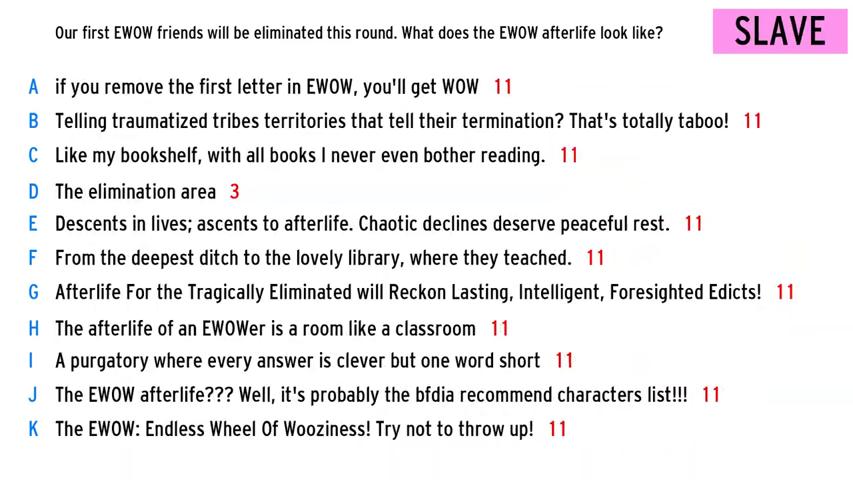 Our first EWOW friends will be eliminated this round. What does the EWOW afterlife look like?
SLAVE
A if you remove the first letter in EWOW, you'll get WOW 11
B Telling traumatized tribes territories that tell their termination? That's totally taboo! 11
C Like my bookshelf, with all books I never even bother reading. 11
D The elimination area 3
E Descents in lives; ascents to afterlife. Chaotic declines deserve peaceful rest. 11
F From the deepest ditch to the lovely library, where they teached. 11
G Afterlife For the Tragically Eliminated will Reckon Lasting, Intelligent, Foresighted Edicts! 11
H The afterlife of an EWOWer is a room like a classroom 11
I A purgatory where every answer is clever but one word short 11
J The EWOW afterlife??? Well, it's probably the bfdia recommend characters list!!! 11
K The EWOW: Endless Wheel Of Wooziness! Try not to throw up! 11